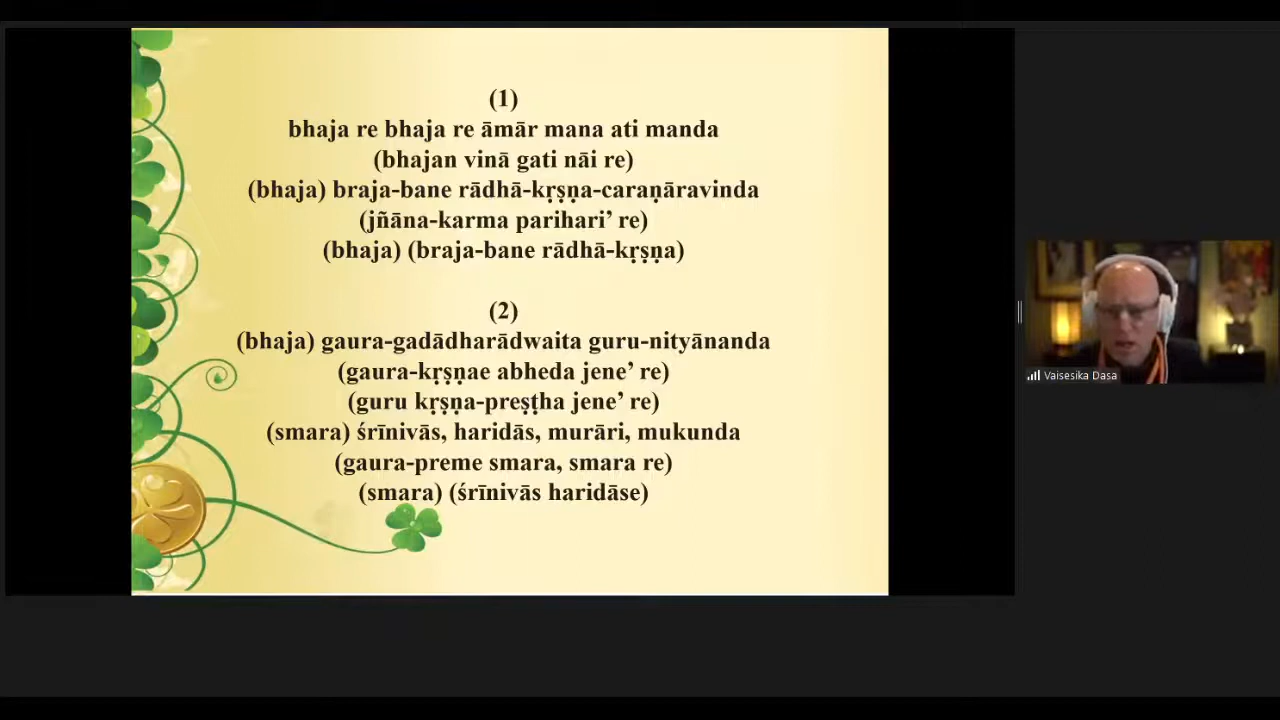 (1)
bhaja re bhaja re āmār mana ati manda
(bhajan vinā gati nāi re)
(bhaja) braja-bane rādhā-kṛṣṇa-caraṇāravinda
(jñāna-karma parihari’ re)
(bhaja) (braja-bane rādhā-kṛṣṇa)
(2)
(bhaja) gaura-gadādharādwaita guru-nityānanda
(gaura-kṛṣṇae abheda jene’ re)
(guru kṛṣṇa-preṣṭha jene’ re)
(smara) śrīnivās, haridās, murāri, mukunda
(gaura-preme smara, smara re)
(smara) (śrīnivās haridāse)
Vaisesika Dasa